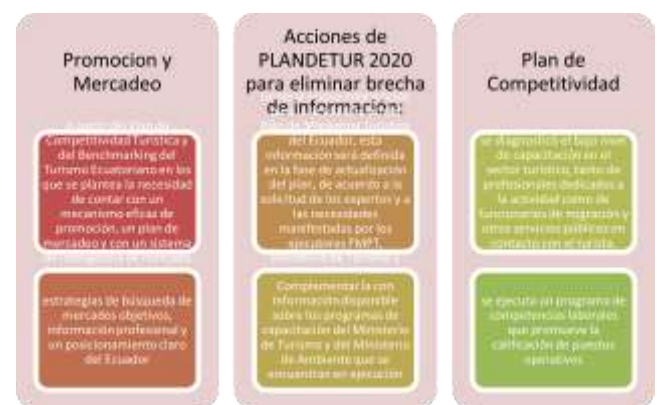 Promocion y
Mercadeo
Competitividad Turística y
del Benchmarking del
Turismo Ecuatoriano en los
que se plantea la necesidad
de contar con un
mecanismo eficaz de
promoción, un plan de
mercadeo y con un sistema
estrategias de búsqueda de
mercados objetivos,
información profesional y
un posicionamiento claro
del Ecuador
Acciones de
PLANDETUR 2020
para eliminar brecha
de información:
del Ecuador, esta
información será definida
en la fase de actualización
del plan, de acuerdo a la
solicitud de los expertos y a
las necesidades
manifestadas por los
ejecutores FMPT,
Complementar la con
información disponible
sobre los programas de
capacitación del Ministerio
de Turismo y del Ministerio
de Ambiente que se
encuentran en ejecución
Plan de
Competitividad
se diagnosticó el bajo nivel
de capacitación en el
sector turístico, tanto de
profesionales dedicados a
la actividad como de
funcionarios de migración y
otros servicios públicos en
contacto con el turista.
se ejecuta un programa de
competencias laborales
que promueve la
calificación de puestos
operativos